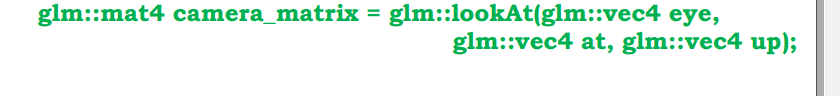 glm::mat4 camera_matrix = glm::lookAt(glm::vec4 eye,
glm::vec4 at, glm::vec4 up);